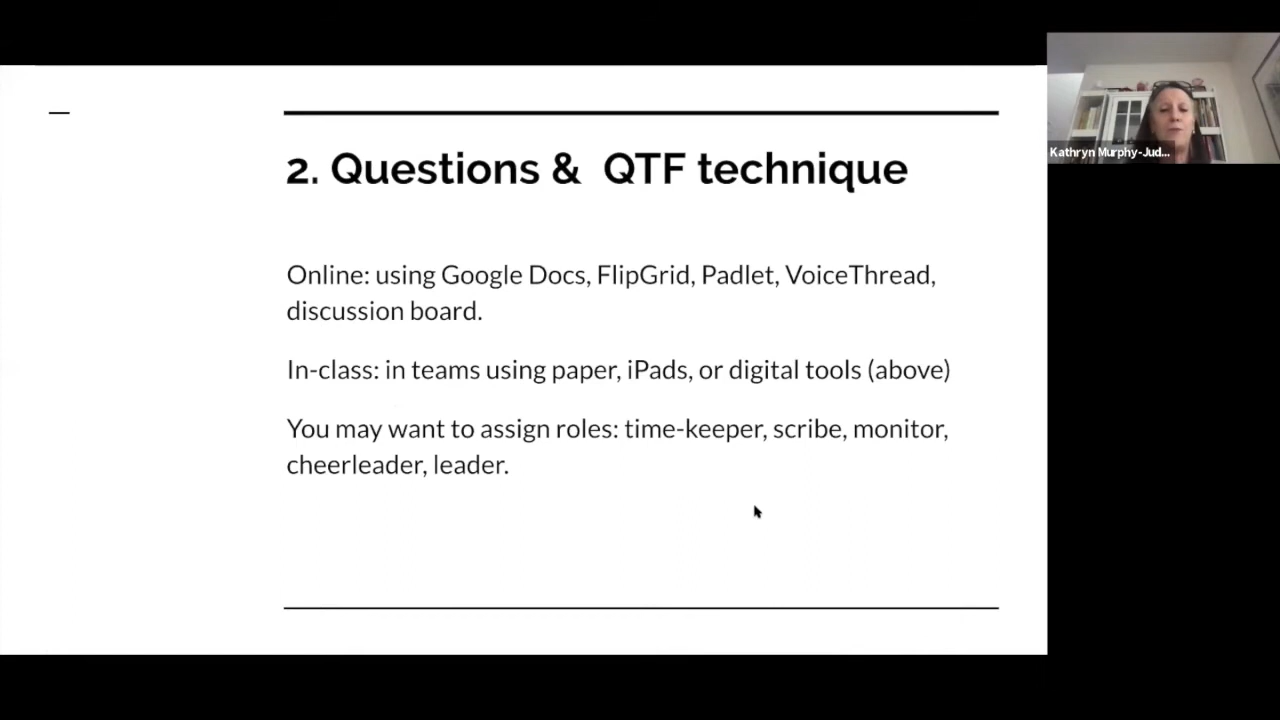 2. Questions & QTF technique
Online: using Google Docs, FlipGrid, Padlet, VoiceThread,
discussion board.
In-class: in teams using paper, iPads, or digital tools (above)
You may want to assign roles: time-keeper, scribe, monitor,
cheerleader, leader.
Kathryn Murphy-Jud...